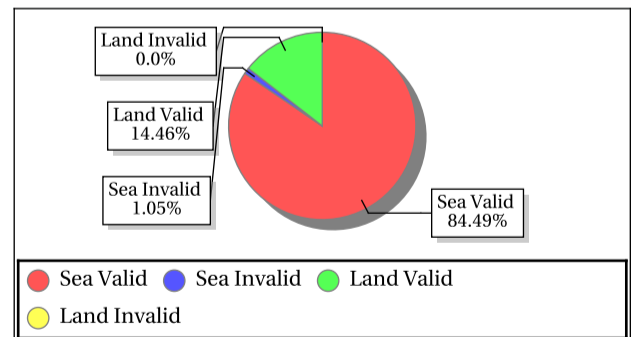 Land Invalid
0.0%
Land Valid
14.46%
Sea Invalid
1.05%
Sea Valid
84.49%
Sea Valid Sea Invalid Land Valid
Land Invalid